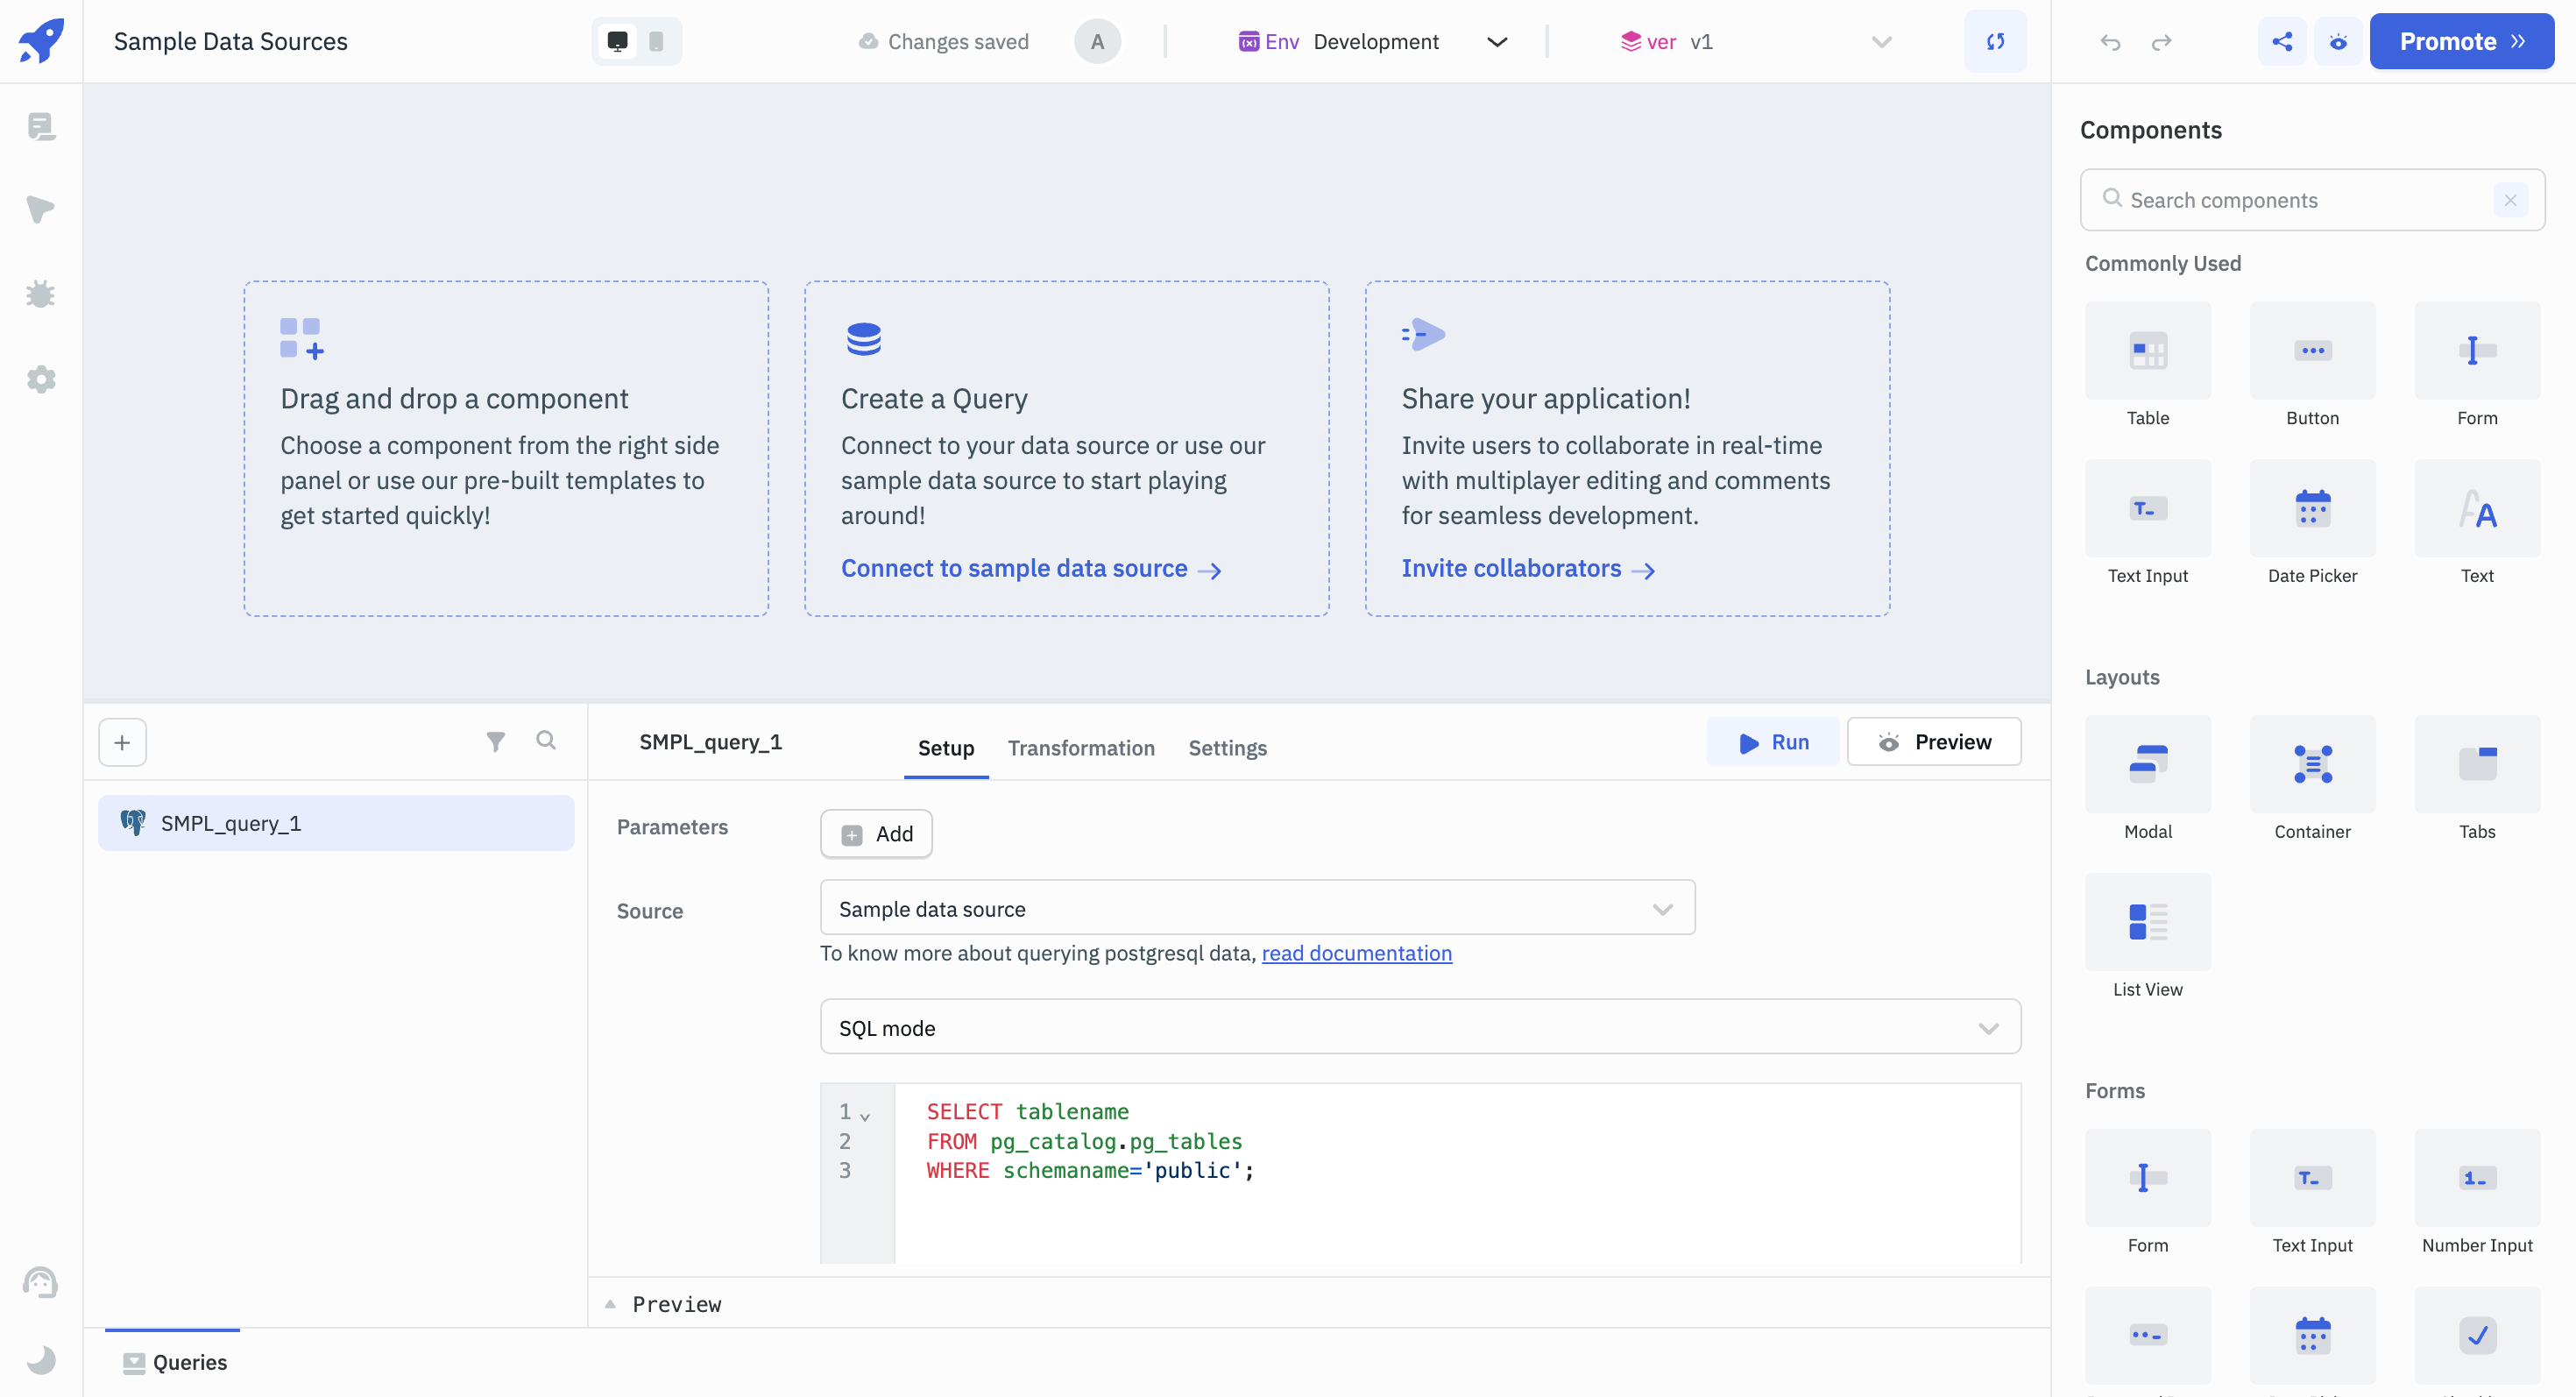 Sample Data Sources
Changes saved
A
Env Development
ver v1
Promote
Drag and drop a component
Choose a component from the right side
panel or use our pre-built templates to
get started quickly!
Create a Query
Connect to your data source or use our
sample data source to start playing
around!
Connect to sample data source
Share your application!
Invite users to collaborate in real-time
with multiplayer editing and comments
for seamless development.
Invite collaborators
SMPL_query_1
Setup
Transformation
Settings
Run
Preview
SMPL_query_1
Parameters
Add
Source
Sample data source
To know more about querying postgresql data, read documentation
SQL mode
1 SELECT tablename
2 FROM pg_catalog.pg_tables
3 WHERE schemaname='public';
Preview
Queries
Components
Search components
Commonly Used
Table
Button
Form
Text Input
Date Picker
Text
Layouts
Modal
Container
Tabs
List View
Forms
Form
Text Input
Number Input